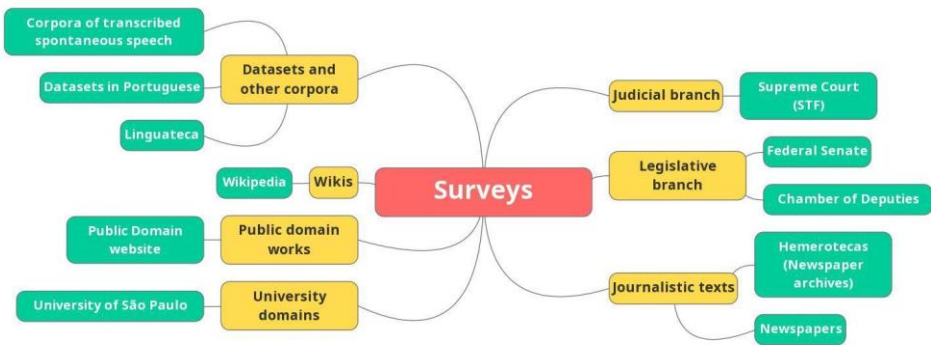 Corpora of transcribed
spontaneous speech
Datasets in Portuguese
Linguateca
Datasets and
other corpora
Wikipedia
Wikis
Public Domain
website
Public domain
works
University of São Paulo
University
domains
Surveys
Judicial branch
Supreme Court
(STF)
Legislative
branch
Federal Senate
Chamber of Deputies
Journalistic texts
Hemerotecas
(Newspaper
archives)
Newspapers